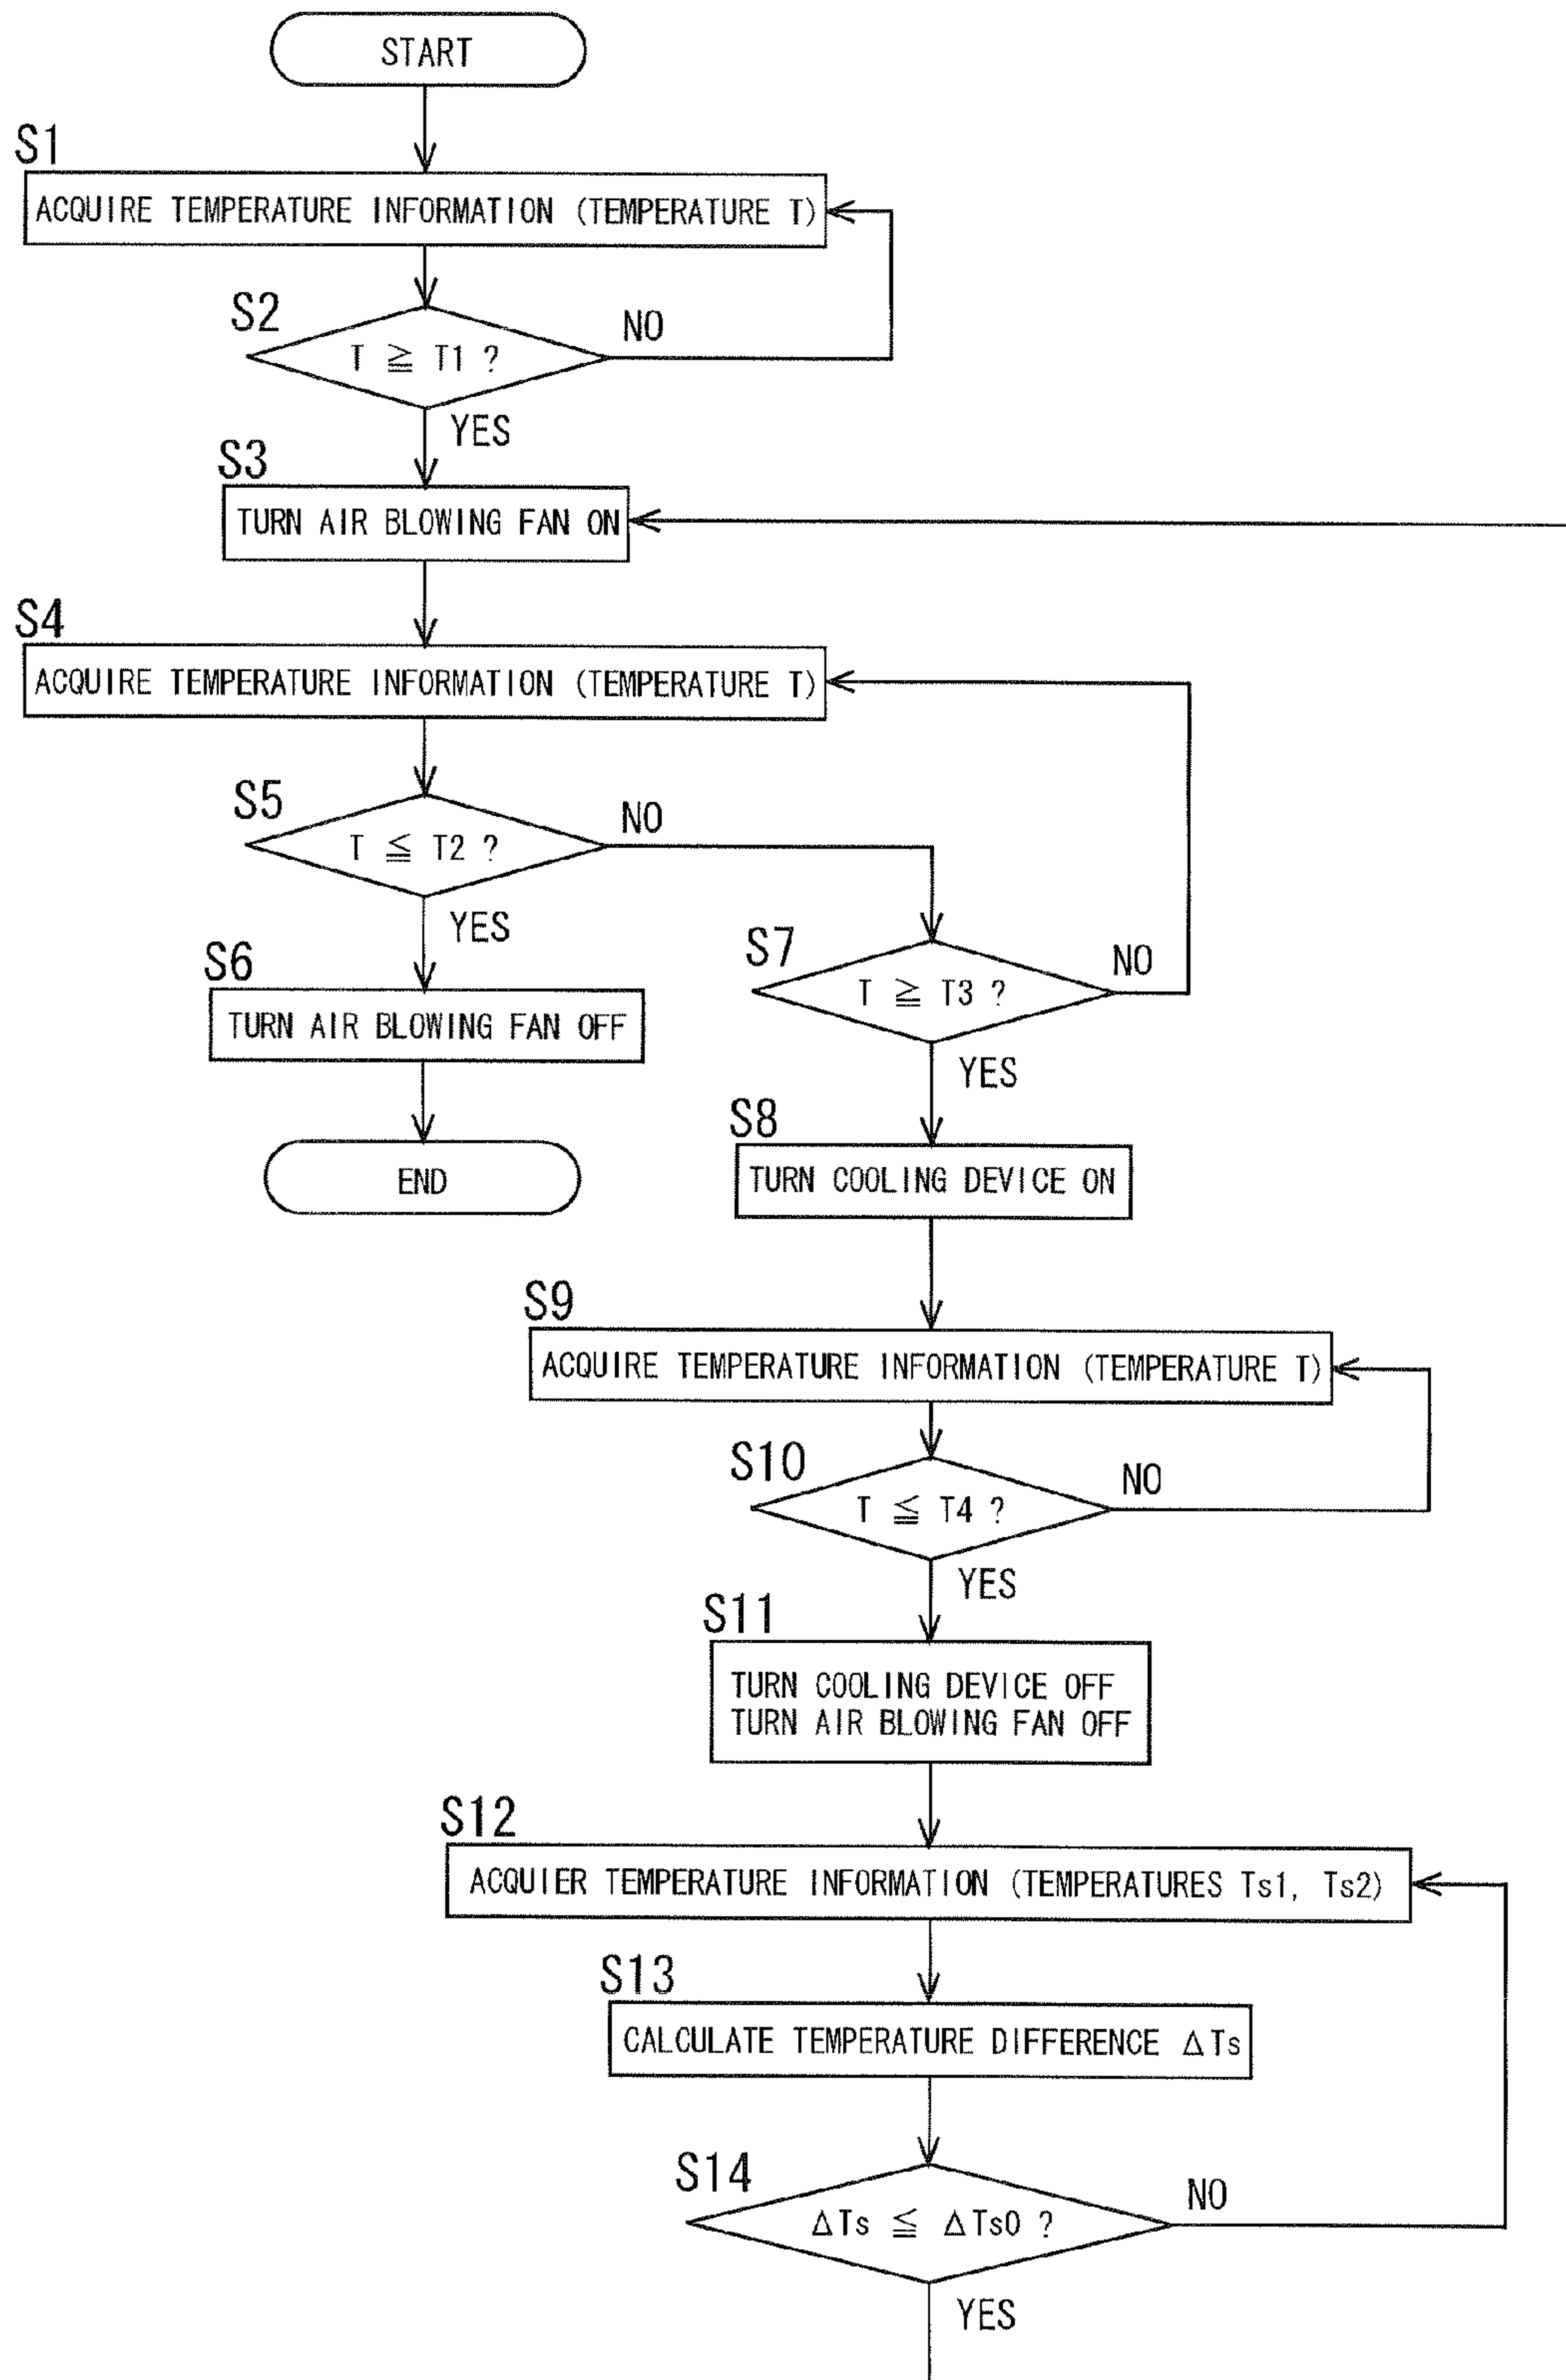 START
S1
ACQUIRE TEMPERATURE INFORMATION (TEMPERATURE T)
S2
T ≧ T1 ?
NO
YES
S3
TURN AIR BLOWING FAN ON
S4
ACQUIRE TEMPERATURE INFORMATION (TEMPERATURE T)
S5
T ≦ T2 ?
NO
YES
S6
TURN AIR BLOWING FAN OFF
END
S7
T ≧ T3 ?
NO
YES
S8
TURN COOLING DEVICE ON
S9
ACQUIRE TEMPERATURE INFORMATION (TEMPERATURE T)
S10
T ≦ T4 ?
NO
YES
S11
TURN COOLING DEVICE OFF
TURN AIR BLOWING FAN OFF
S12
ACQUIER TEMPERATURE INFORMATION (TEMPERATURES Ts1, Ts2)
S13
CALCULATE TEMPERATURE DIFFERENCE ΔTs
S14
ΔTs ≦ ΔTs0 ?
NO
YES